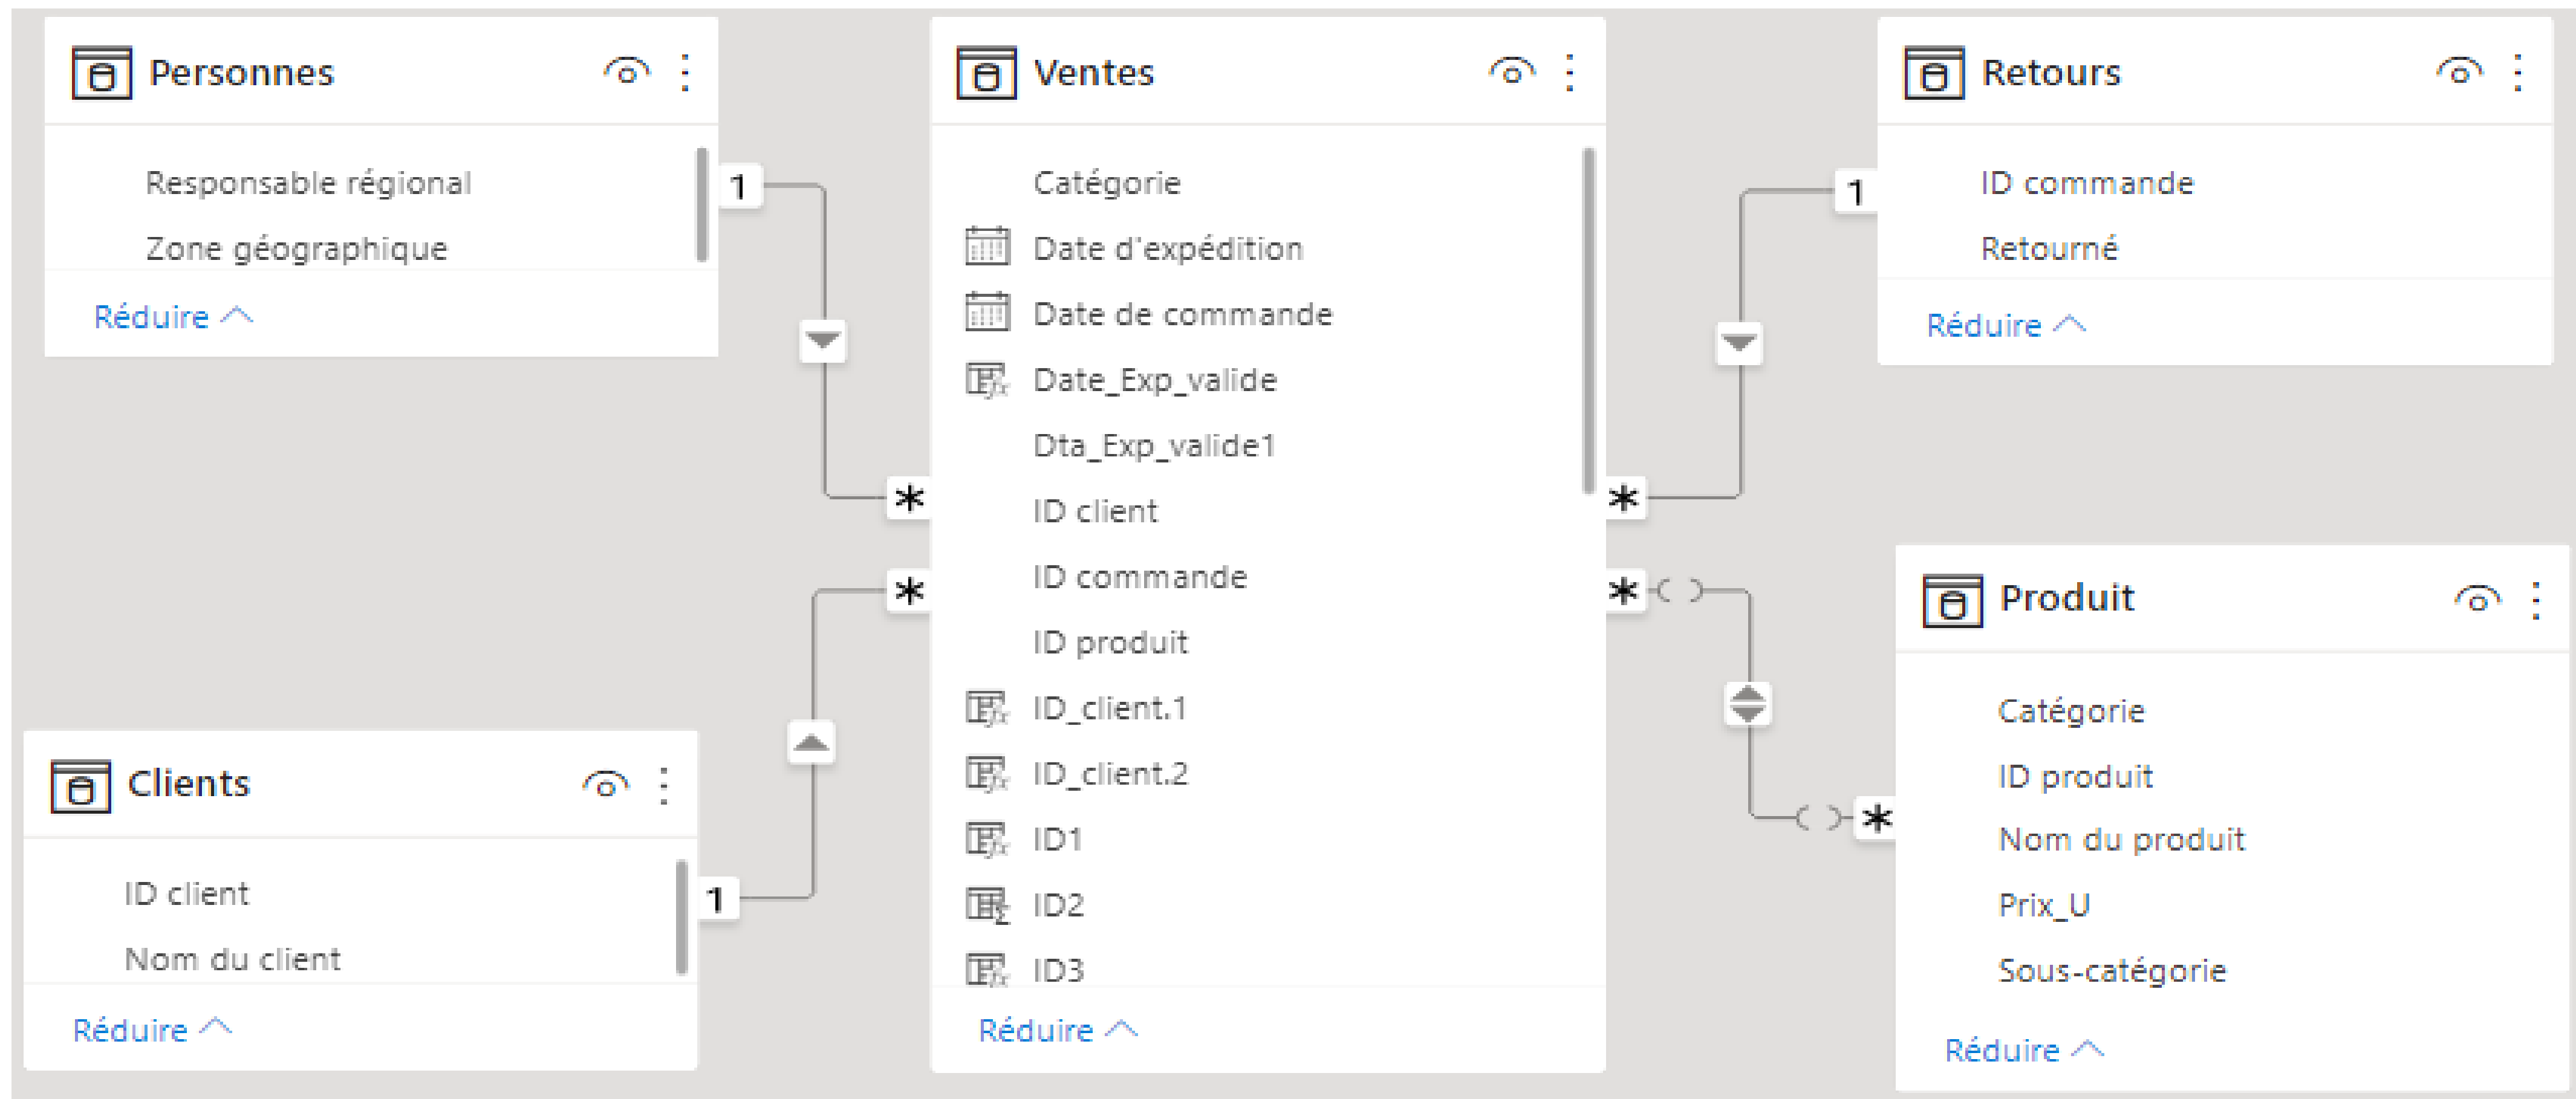 Personnes
Responsable régional
Zone géographique
Réduire
1
*
Clients
ID client
Nom du client
Réduire
1
*
Ventes
Catégorie
Date d'expédition
Date de commande
Date_Exp_valide
Dta_Exp_valide1
ID client
ID commande
ID produit
ID_client.1
ID_client.2
ID1
ID2
ID3
Réduire
Retours
ID commande
Retourné
Réduire
1
*
Produit
Catégorie
ID produit
Nom du produit
Prix_U
Sous-catégorie
Réduire
*
*